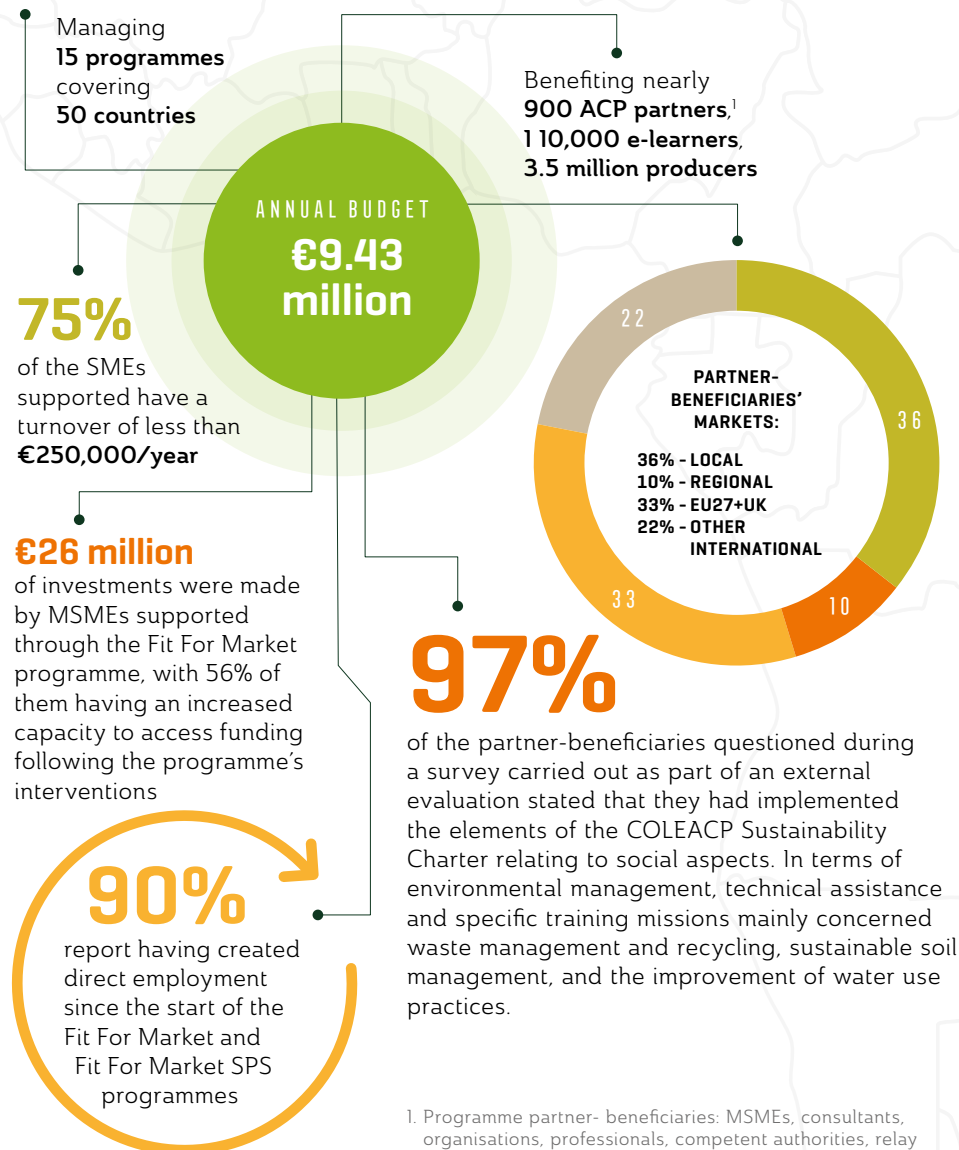 Managing
15 programmes
covering
50 countries
Benefiting nearly
900 ACP partners,1
1 10,000 e-learners,
3.5 million producers
ANNUAL BUDGET
€9.43
million
75%
of the SMEs
supported have a
turnover of less than
€250,000/year
22
36
33
10
PARTNER-
BENEFICIARIES'
MARKETS:
36% - LOCAL
10% - REGIONAL
33% - EU27+UK
22% - OTHER
INTERNATIONAL
€26 million
of investments were made
by MSMEs supported
through the Fit For Market
programme, with 56% of
them having an increased
capacity to access funding
following the programme's
interventions
97%
of the partner-beneficiaries questioned during
a survey carried out as part of an external
evaluation stated that they had implemented
the elements of the COLEACP Sustainability
Charter relating to social aspects. In terms of
environmental management, technical assistance
and specific training missions mainly concerned
waste management and recycling, sustainable soil
management, and the improvement of water use
practices.
90%
report having created
direct employment
since the start of the
Fit For Market and
Fit For Market SPS
programmes
1. Programme partner- beneficiaries: MSMEs, consultants,
organisations, professionals, competent authorities, relay